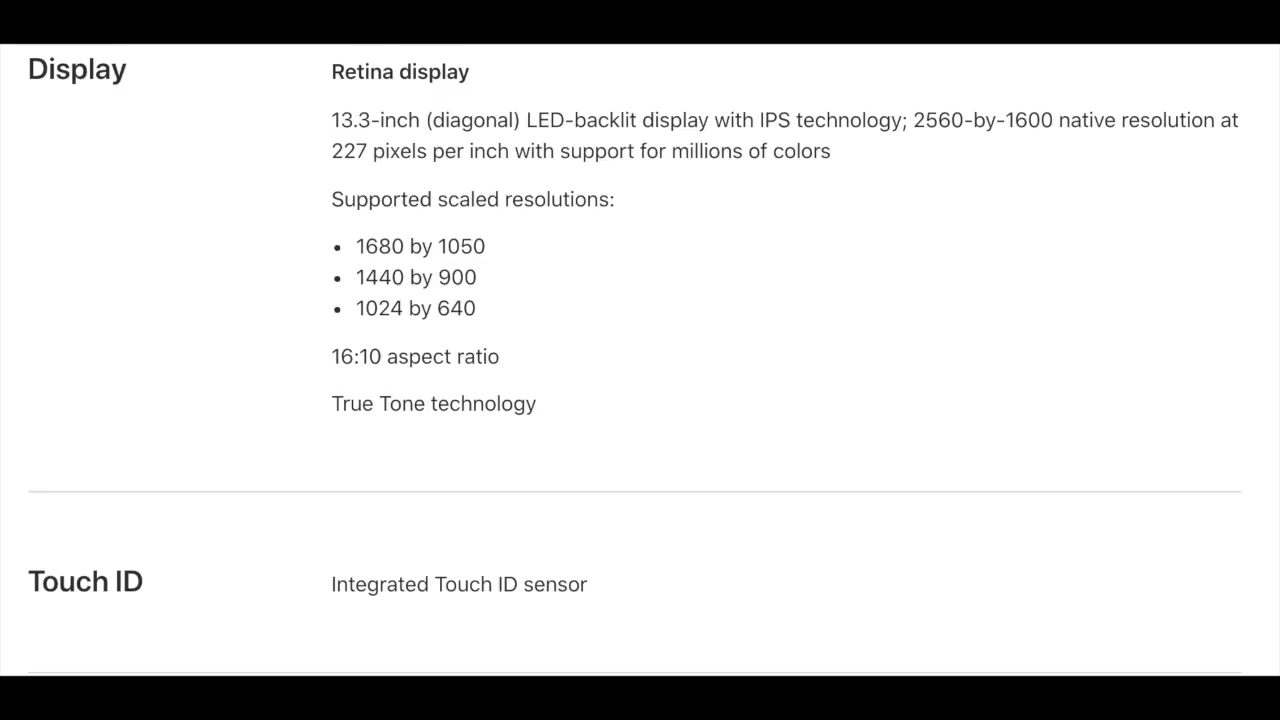 Display
Retina display
13.3-inch (diagonal) LED-backlit display with IPS technology; 2560-by-1600 native resolution at
227 pixels per inch with support for millions of colors
Supported scaled resolutions:
• 1680 by 1050
• 1440 by 900
• 1024 by 640
16:10 aspect ratio
True Tone technology
Touch ID
Integrated Touch ID sensor